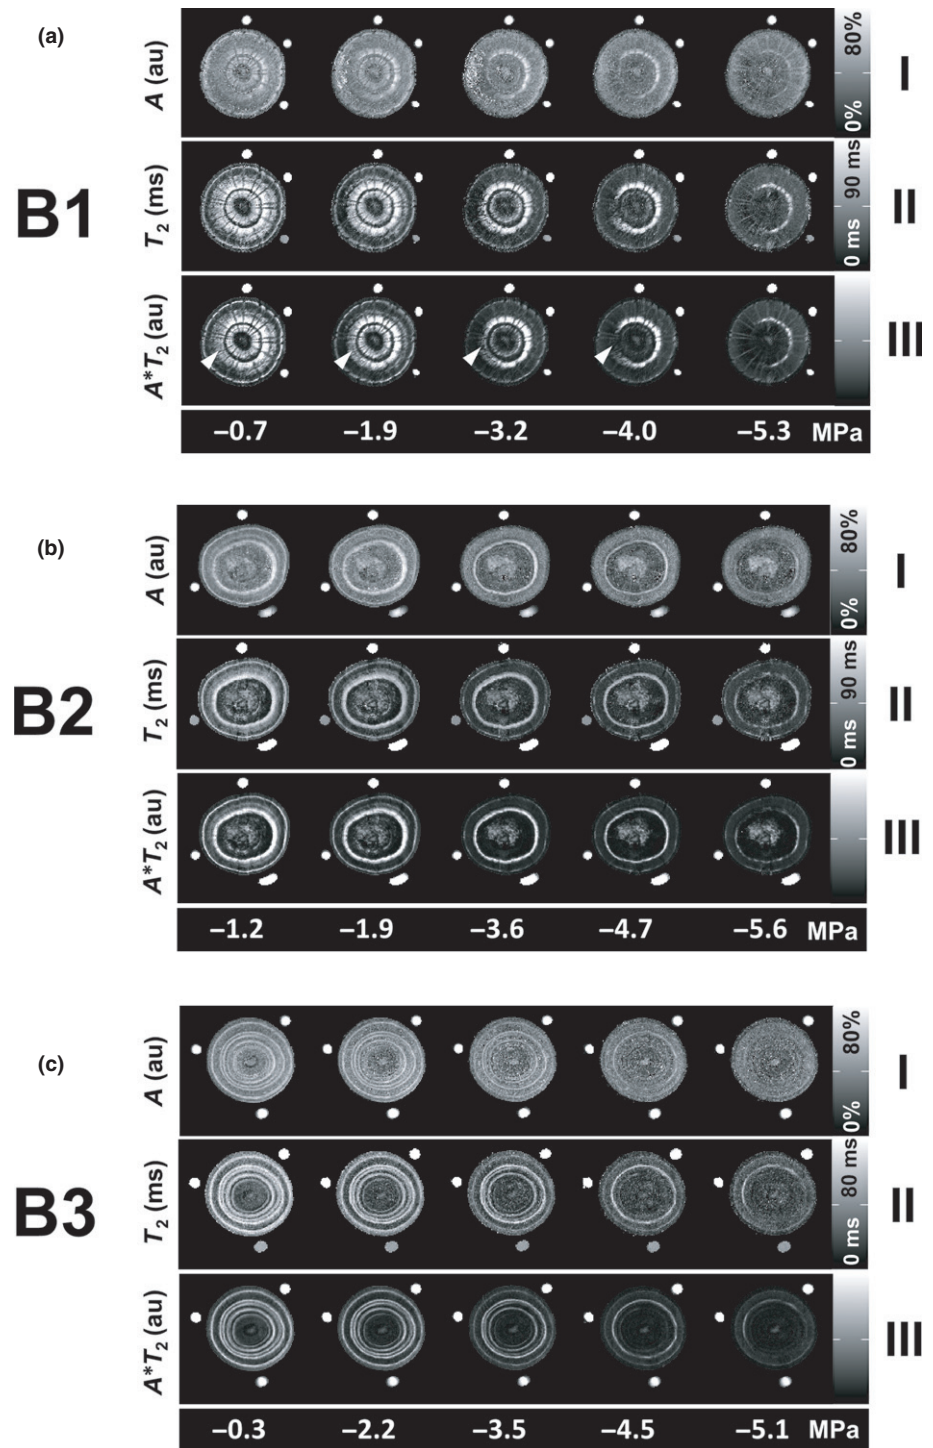 (a)
B1
A (au)
0% 80%
I
T2 (ms)
0 ms 90 ms
II
A*T2 (au)
III
–0.7 –1.9 –3.2 –4.0 –5.3 MPa
(b)
B2
A (au)
0% 80%
I
T2 (ms)
0 ms 90 ms
II
A*T2 (au)
III
–1.2 –1.9 –3.6 –4.7 –5.6 MPa
(c)
B3
A (au)
0% 80%
I
T2 (ms)
0 ms 80 ms
II
A*T2 (au)
III
–0.3 –2.2 –3.5 –4.5 –5.1 MPa